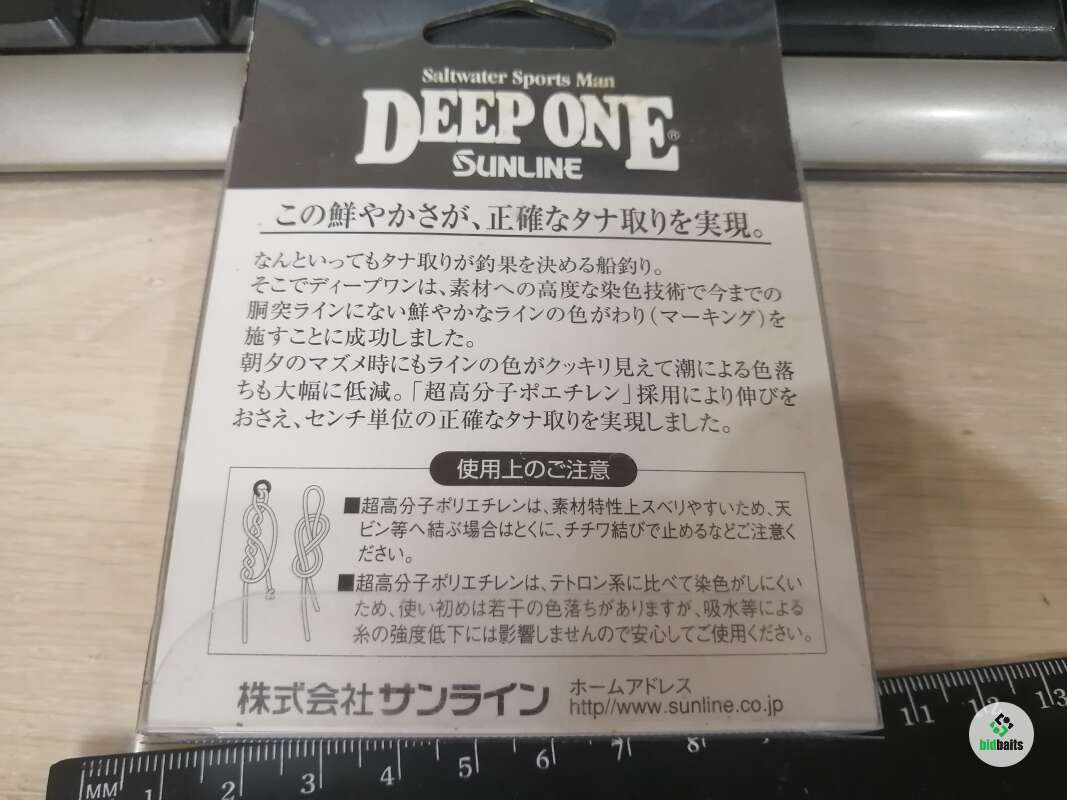 Saltwater Sports Man
DEEP ONE®
SUNLINE
この鮮やかさが、正確なタナ取りを実現。
なんといってもタナ取りが釣果を決める船釣り。
そこでディープワンは、素材への高度な染色技術で今までの
胴突ラインにない鮮やかなラインの色がわり(マーキング)を
施すことに成功しました。
朝夕のマズメ時にもラインの色がクッキリ見えて潮による色落
ちも大幅に低減。「超高分子ポエチレン」採用により伸びを
おさえ、センチ単位の正確なタナ取りを実現しました。
使用上のご注意
■超高分子ポリエチレンは、素材特性上スベリやすいため、天
ビン等へ結ぶ場合はとくに、チチワ結びで止めるなどご注意く
ださい。
■超高分子ポリエチレンは、テトロン系に比べて染色がしにくい
ため、使い初めは若干の色落ちがありますが、吸水等による
糸の強度低下には影響しませんので安心してご使用ください。
株式会社サンライン
ホームアドレス
http//www.sunline.co.jp
MM 1 2 3 4 5 6 7 8 11 12 13
bidbaits